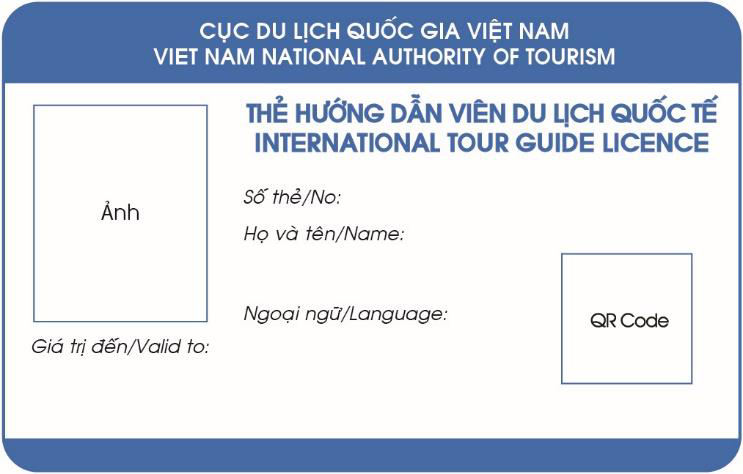 CỤC DU LỊCH QUỐC GIA VIỆT NAM
VIET NAM NATIONAL AUTHORITY OF TOURISM
THẺ HƯỚNG DẪN VIÊN DU LỊCH QUỐC TẾ
INTERNATIONAL TOUR GUIDE LICENCE
Ảnh
Số thẻ/No:
Họ và tên/Name:
Ngoại ngữ/Language:
QR Code
Giá trị đến/Valid to: